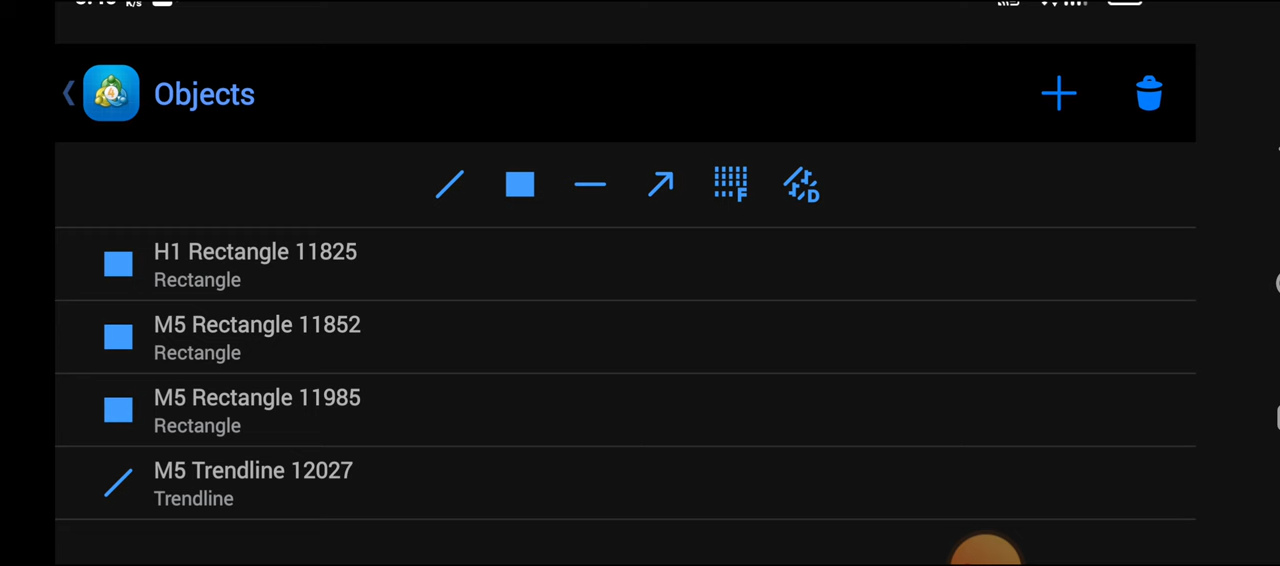 K/s
Objects
H1 Rectangle 11825
Rectangle
M5 Rectangle 11852
Rectangle
M5 Rectangle 11985
Rectangle
M5 Trendline 12027
Trendline